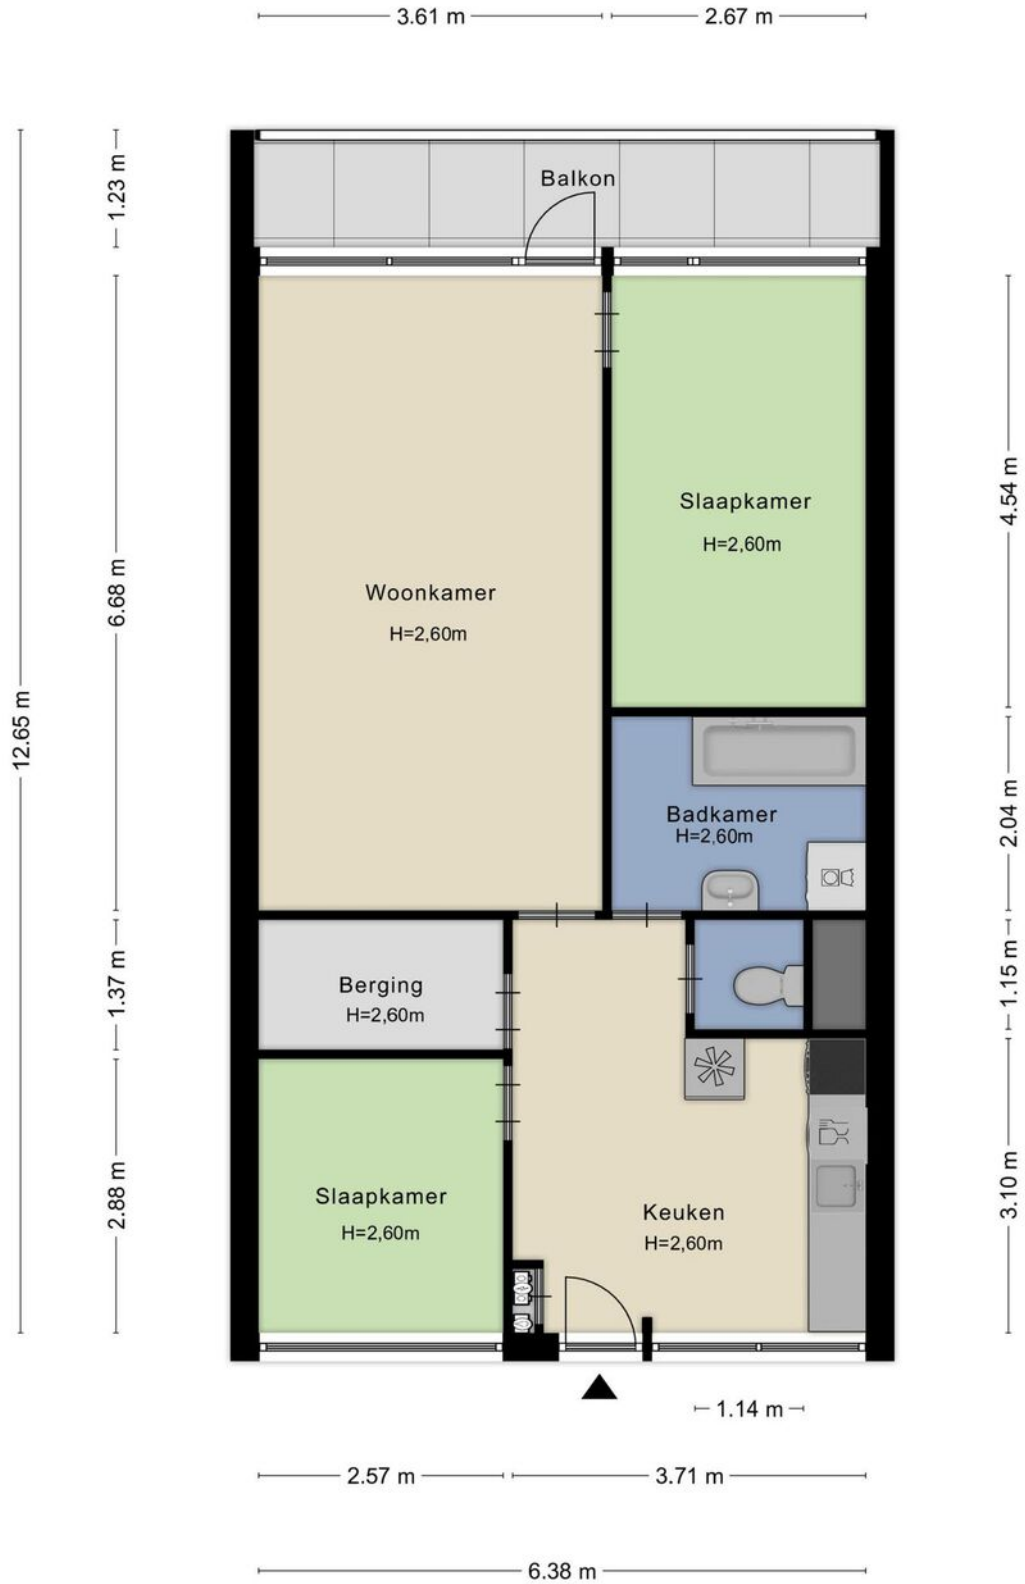 3.61 m
2.67 m
1.23 m
Balkon
6.68 m
4.54 m
12.65 m
Slaapkamer
H=2,60m
Woonkamer
H=2,60m
2.04 m
Badkamer
H=2,60m
1.37 m
Berging
H=2,60m
1.15 m
2.88 m
Slaapkamer
H=2,60m
Keuken
H=2,60m
3.10 m
1.14 m
2.57 m
3.71 m
6.38 m